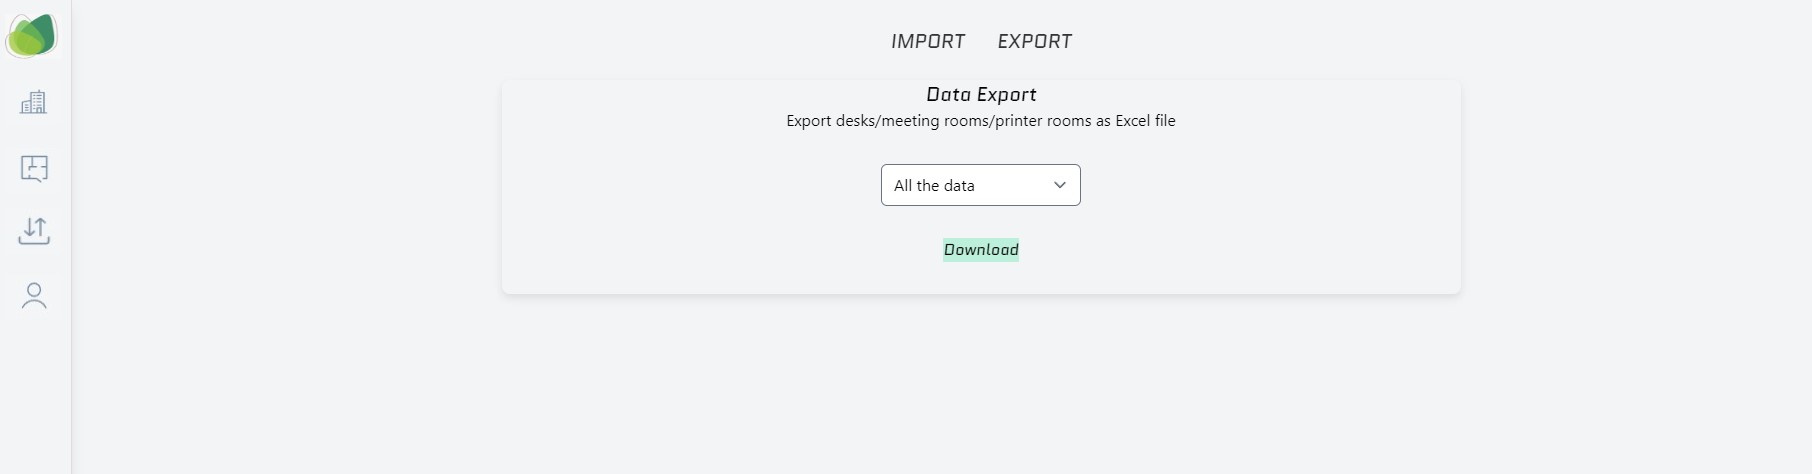 IMPORT EXPORT
Data Export
Export desks/meeting rooms/printer rooms as Excel file
All the data
Download